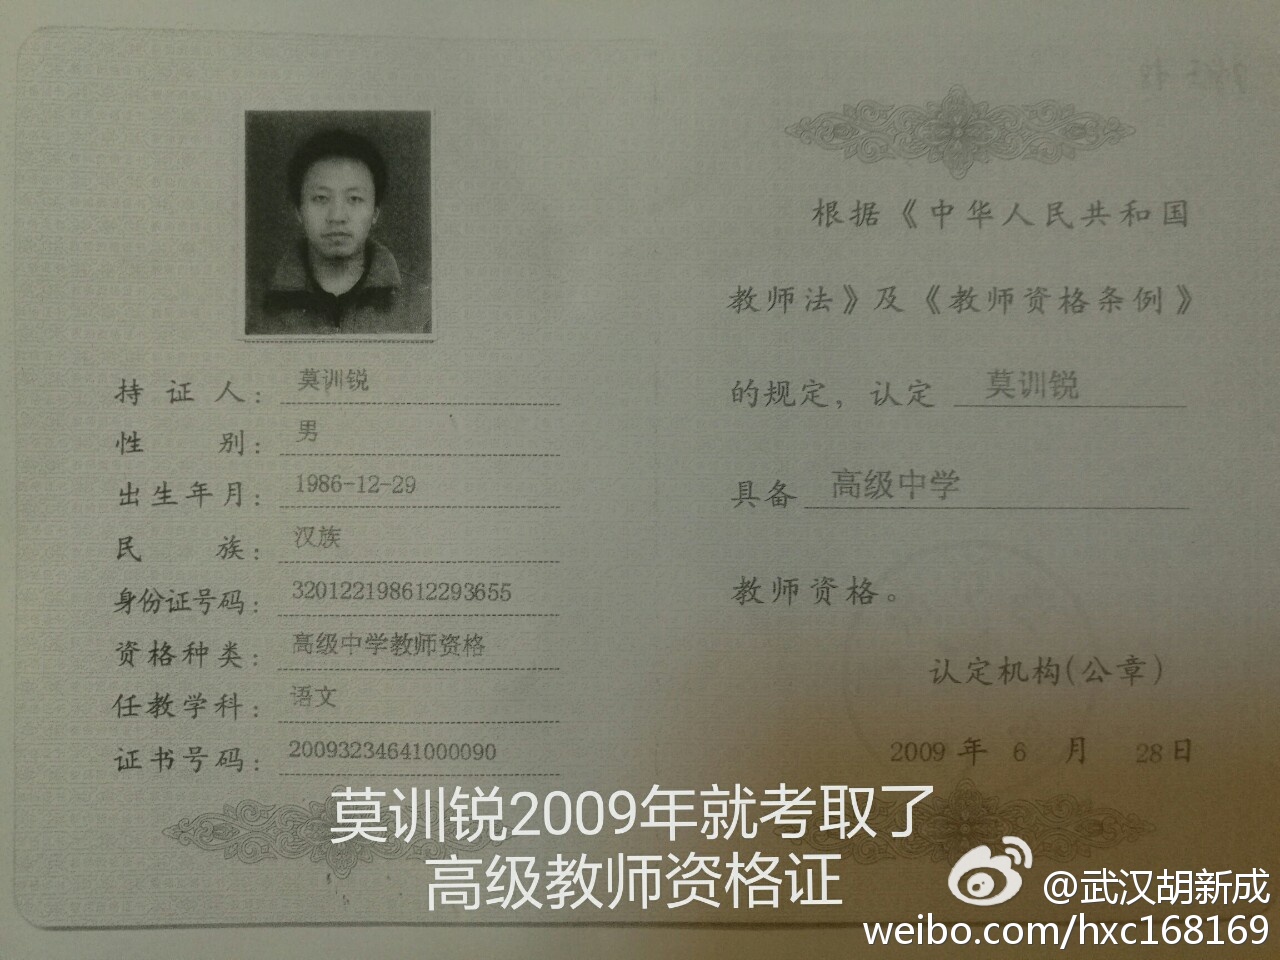 持证人： 莫训锐
性别： 男
出生年月： 1986-12-29
民族： 汉族
身份证号码： 320122198612293655
资格种类： 高级中学教师资格
任教学科： 语文
证书号码： 20093234641000090
根据《中华人民共和国
教师法》及《教师资格条例》
的规定，认定 莫训锐
具备 高级中学
教师资格。
认定机构(公章)
2009 年 6 月 28 日
莫训锐2009年就考取了
高级教师资格证
@武汉胡新成
weibo.com/hxc168169